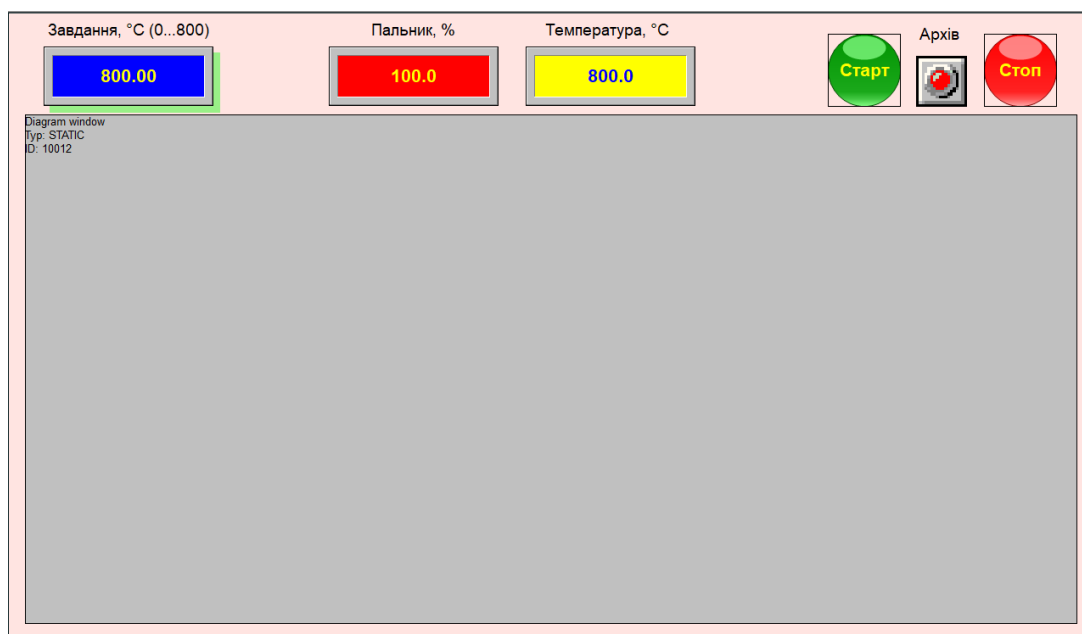 Завдання, °C (0...800)
Пальник, %
Температура, °C
Архів
800.00
100.0
800.0
Старт
Стоп
Diagram window
Typ: STATIC
ID: 10012